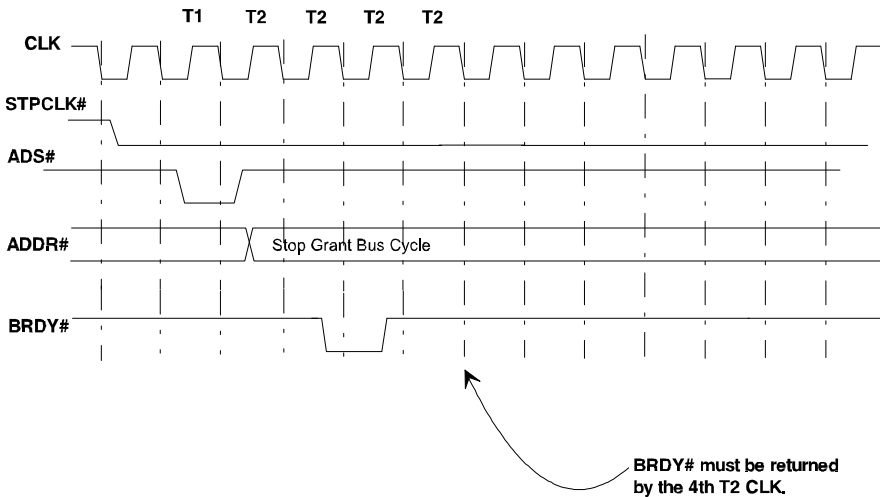 T1 T2 T2 T2 T2
CLK
STPCLK#
ADS#
ADDR#
Stop Grant Bus Cycle
BRDY#
BRDY# must be returned
by the 4th T2 CLK.